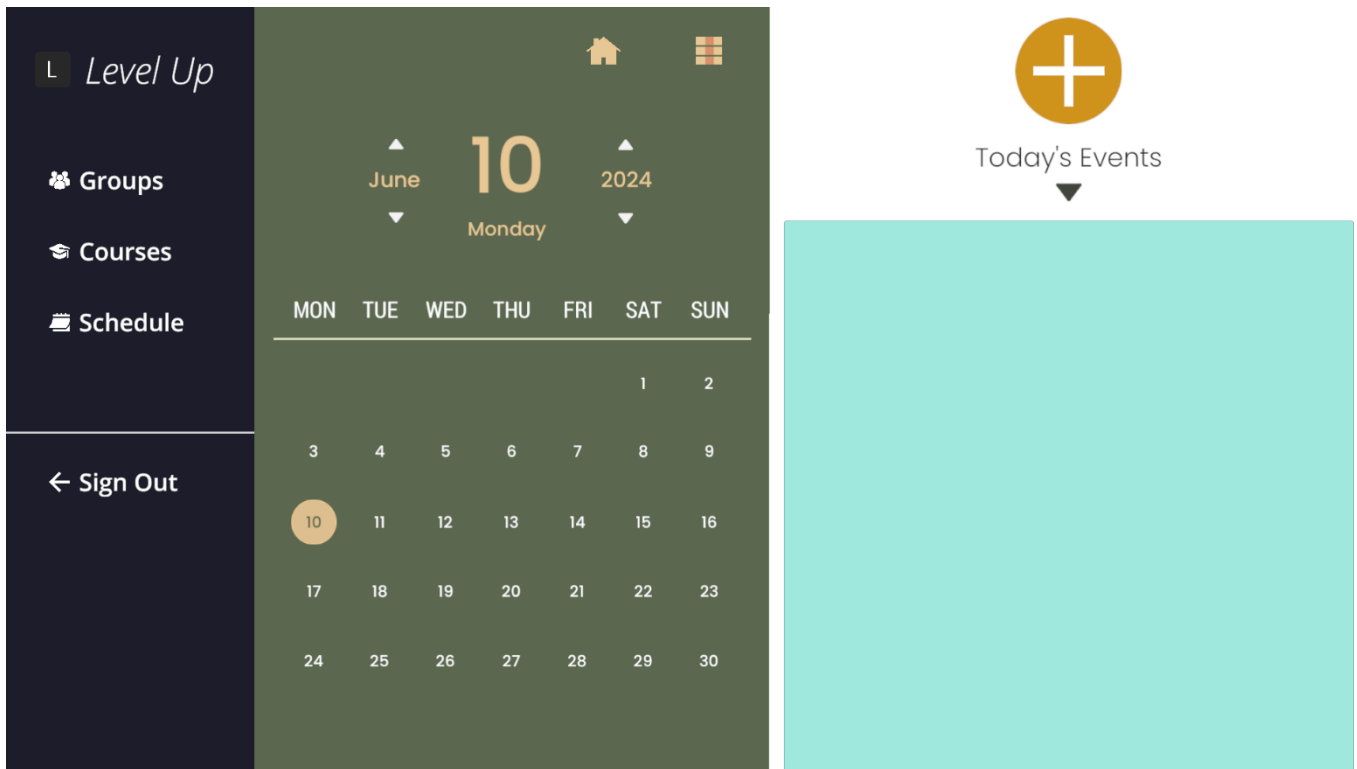 L Level Up
Groups
Courses
Schedule
Sign Out
June 10 2024
Monday
MON TUE WED THU FRI SAT SUN
1 2
3 4 5 6 7 8 9
10 11 12 13 14 15 16
17 18 19 20 21 22 23
24 25 26 27 28 29 30
Today's Events